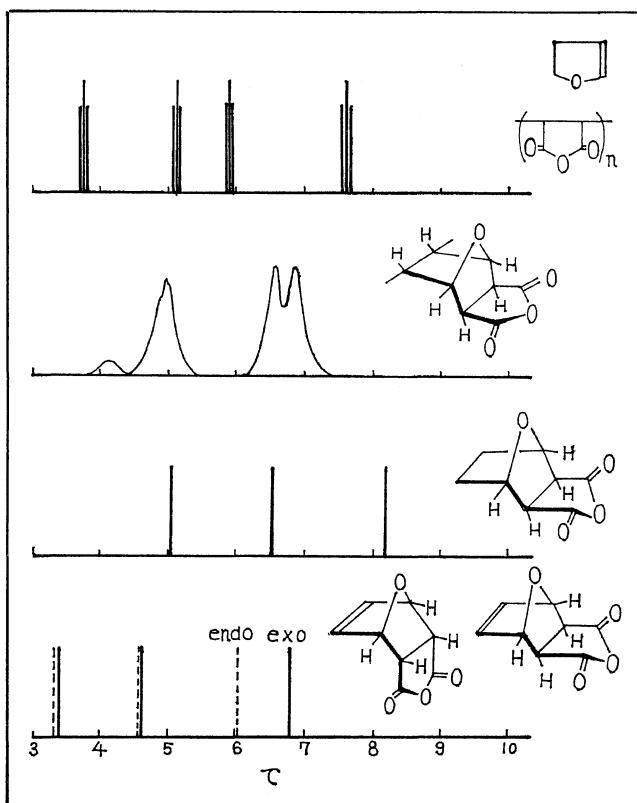 O
O O
O n
H O
H H O
H H O
O
O
H O
H H O
H O
O O
H H
endo exo H H H O
H H O
O O H O
3 4 5 6 7 8 9 10
τ